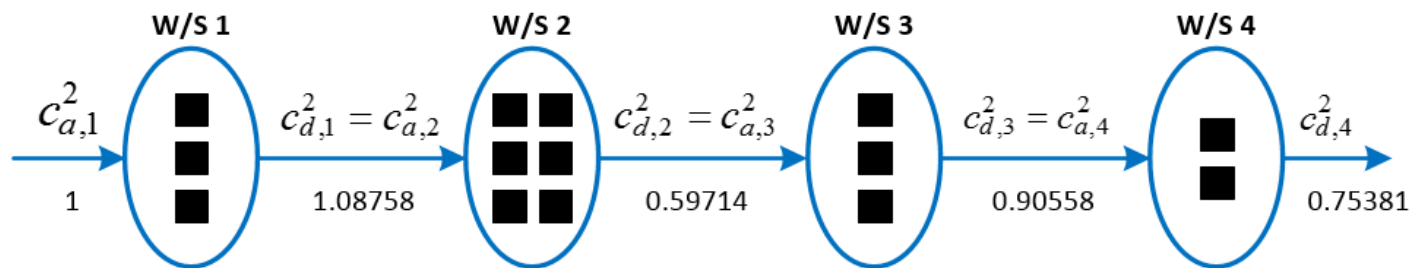 W/S 1 W/S 2 W/S 3 W/S 4
c²a,1 c²d,1 = c²a,2 c²d,2 = c²a,3 c²d,3 = c²a,4 c²d,4
1 1.08758 0.59714 0.90558 0.75381